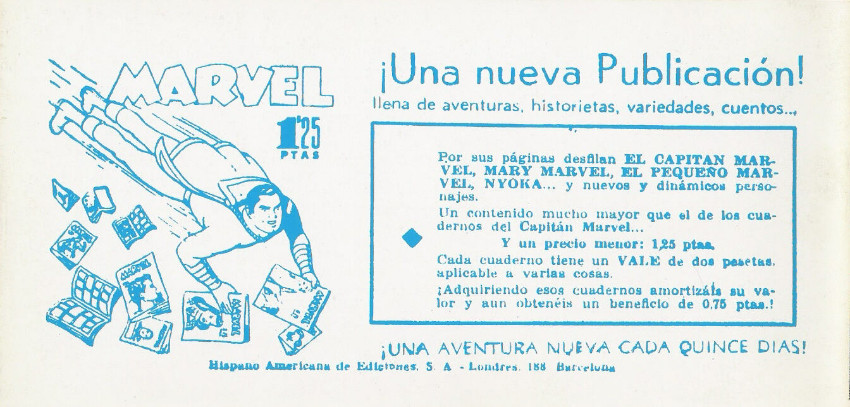 MARVEL
1'25
PTAS
¡Una nueva Publicación!
llena de aventuras, historietas, variedades, cuentos...,
Por sus páginas desfilan EL CAPITAN MAR-
VEL, MARY MARVEL, EL PEQUEÑO MAR-
VEL, NYOKA... y nuevos y dinámicos perso-
najes.
Un contenido mucho mayor que el de los cua-
dernos del Capitán Marvel...
Y un precio menor: 1,25 ptas.
Cada cuaderno tiene un VALE de dos pesetas,
aplicable a varias cosas.
¡Adquiriendo esos cuadernos amortizáis su va-
lor y aun obtenéis un beneficio de 0,75 ptas.!
¡UNA AVENTURA NUEVA CADA QUINCE DIAS!
Hispano Americana de Ediciones, S. A - Londres, 188 Barcelona